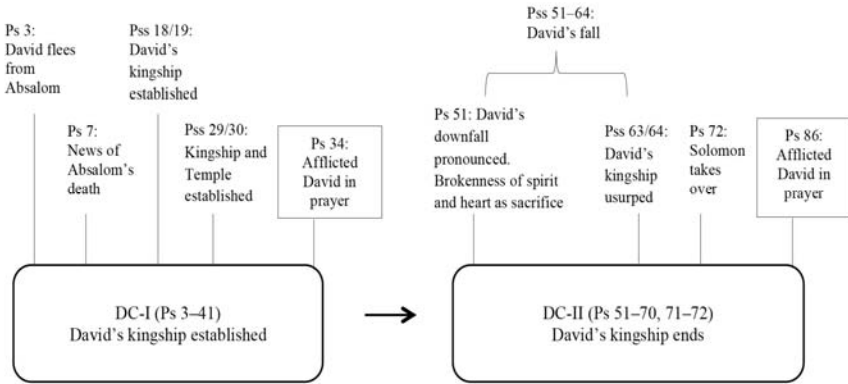 Ps 3:
David flees
from
Absalom
Pss 18/19:
David's
kingship
established
Ps 7:
News of
Absalom's
death
Pss 29/30:
Kingship and
Temple
established
Ps 34:
Afflicted
David in
prayer
DC-I (Ps 3–41)
David's kingship established
Pss 51–64:
David's fall
Ps 51: David's
downfall
pronounced.
Brokenness of spirit
and heart as sacrifice
Pss 63/64:
David's
kingship
usurped
Ps 72:
Solomon
takes
over
Ps 86:
Afflicted
David in
prayer
DC-II (Ps 51–70, 71–72)
David's kingship ends